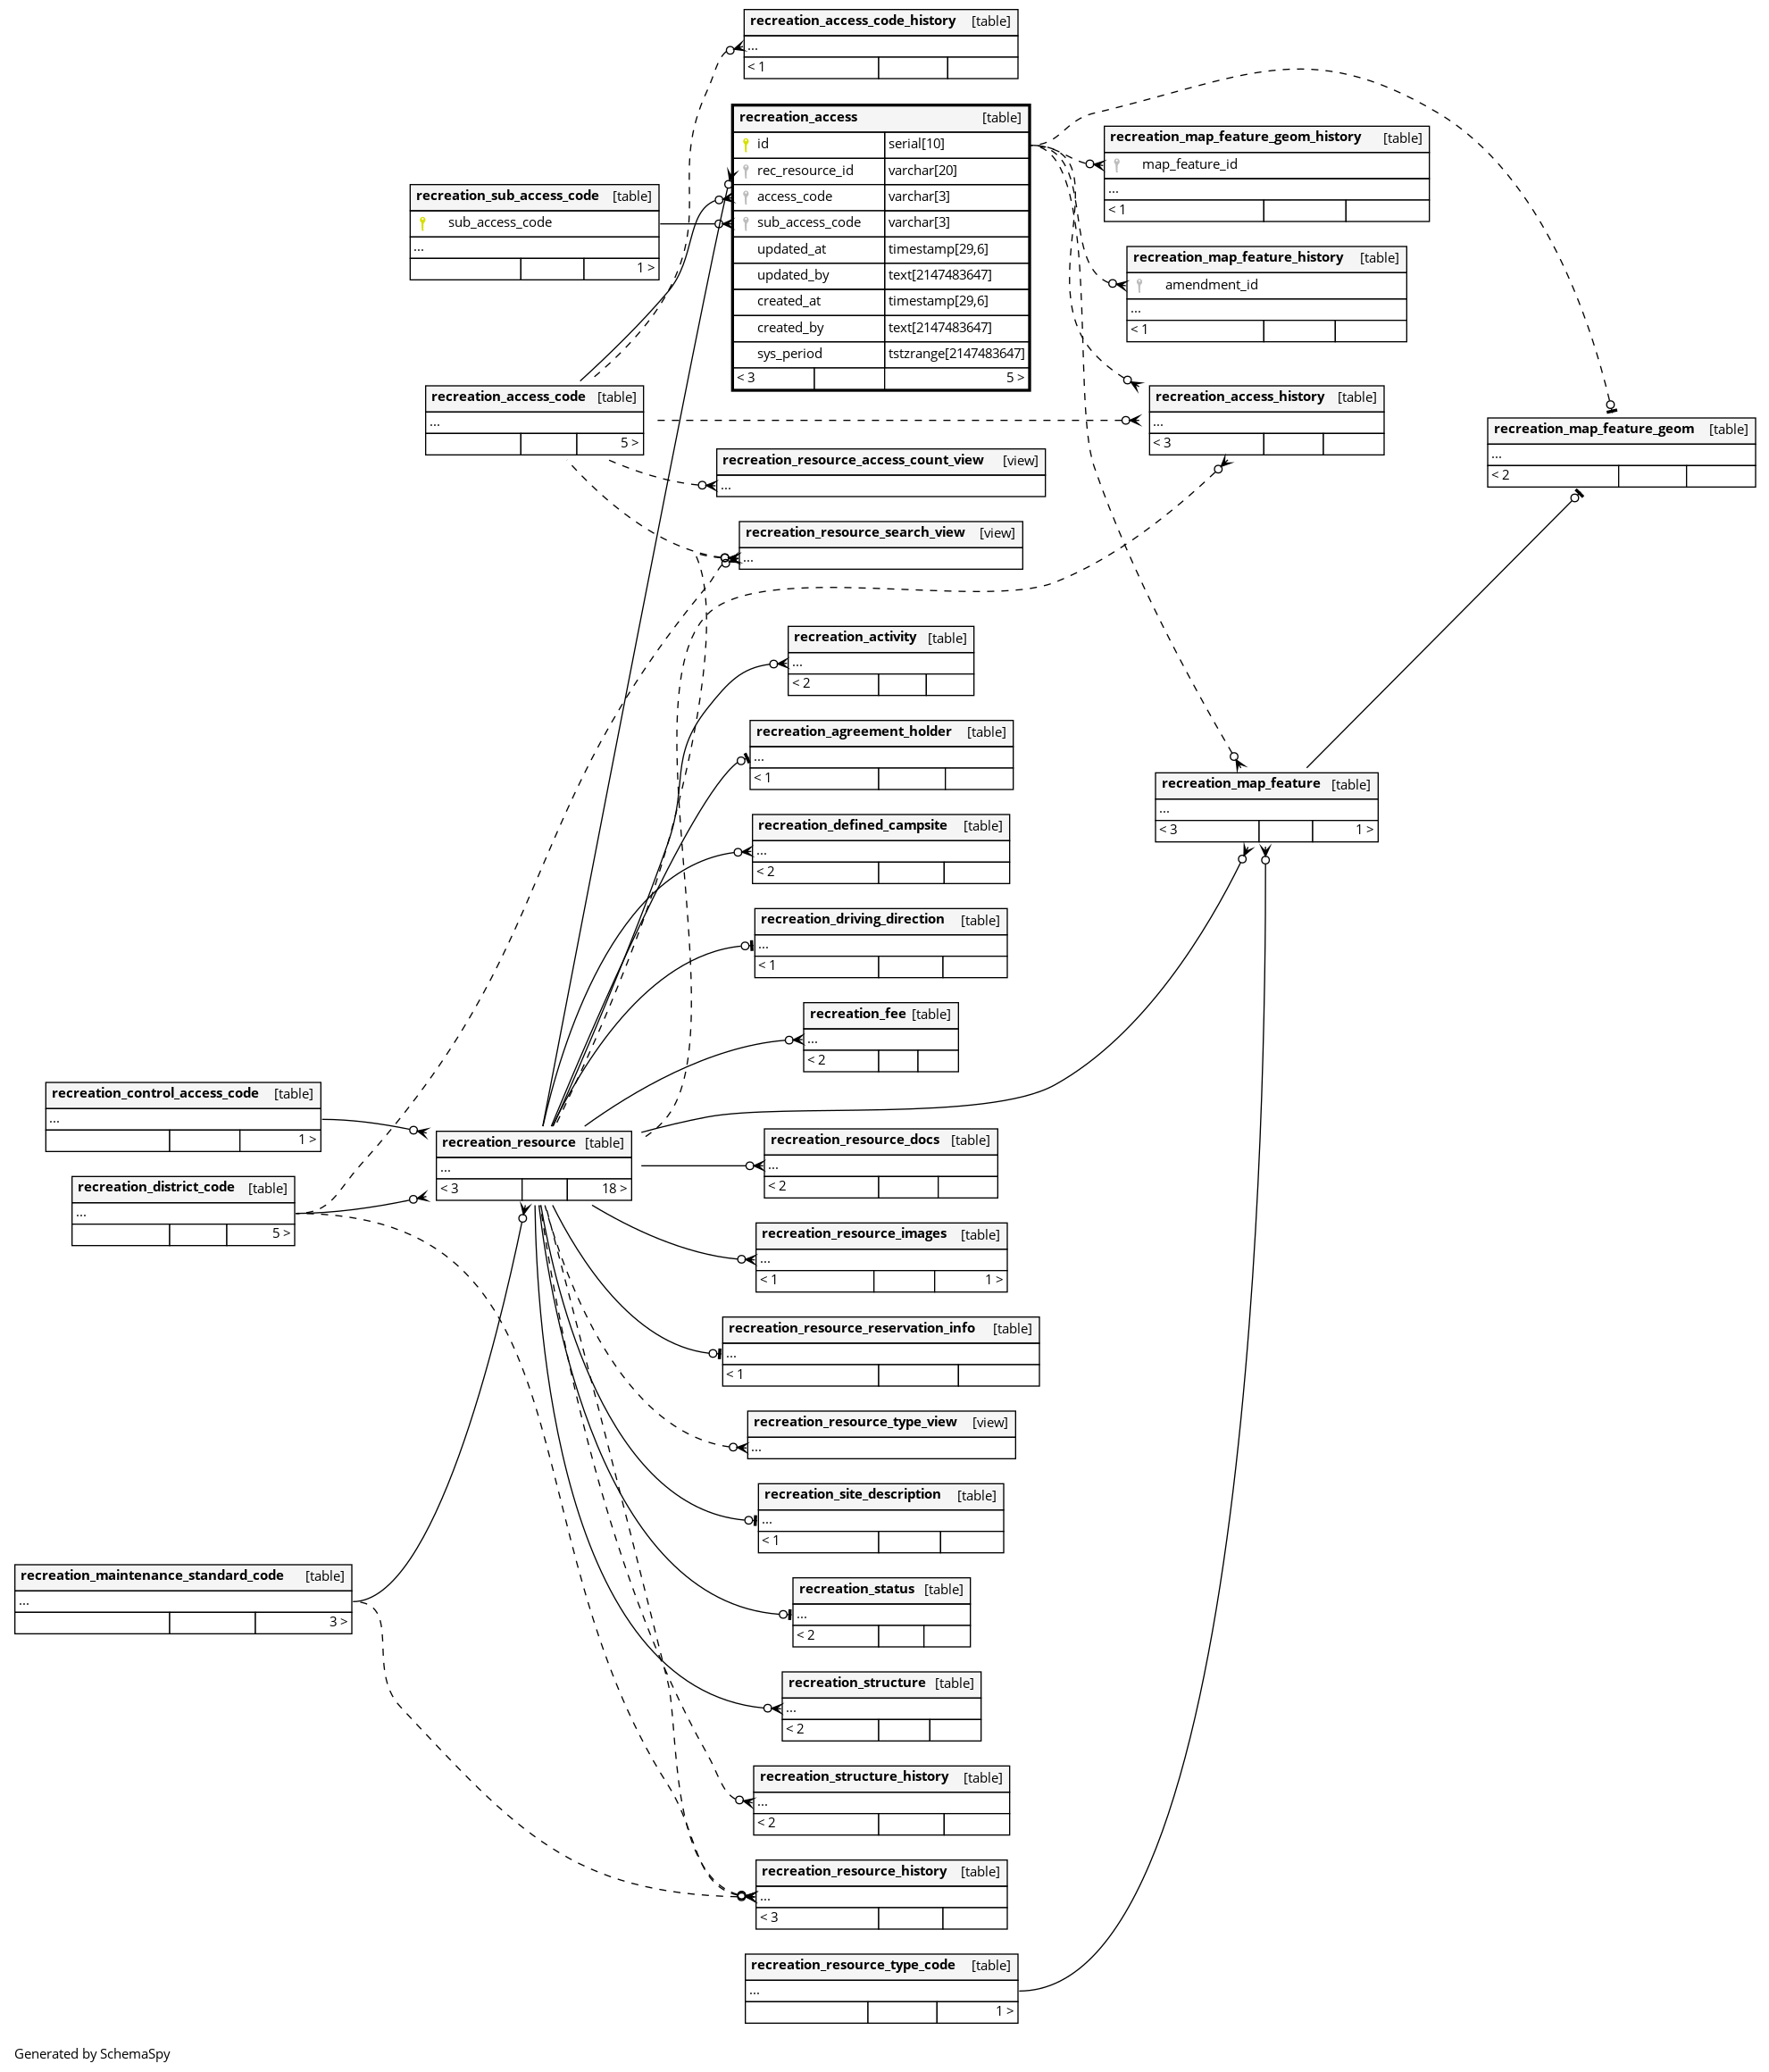 recreation_access_code_history [table]
...
< 1
recreation_access [table]
id serial[10]
rec_resource_id varchar[20]
access_code varchar[3]
sub_access_code varchar[3]
updated_at timestamp[29,6]
updated_by text[2147483647]
created_at timestamp[29,6]
created_by text[2147483647]
sys_period tstzrange[2147483647]
< 3 5 >
recreation_map_feature_geom_history [table]
map_feature_id
...
< 1
recreation_sub_access_code [table]
sub_access_code
...
1 >
recreation_map_feature_history [table]
amendment_id
...
< 1
recreation_access_code [table]
...
5 >
recreation_access_history [table]
...
< 3
recreation_map_feature_geom [table]
...
< 2
recreation_resource_access_count_view [view]
...
recreation_resource_search_view [view]
...
recreation_activity [table]
...
< 2
recreation_agreement_holder [table]
...
< 1
recreation_map_feature [table]
...
< 3 1 >
recreation_defined_campsite [table]
...
< 2
recreation_driving_direction [table]
...
< 1
recreation_fee [table]
...
< 2
recreation_control_access_code [table]
...
1 >
recreation_resource [table]
...
< 3 18 >
recreation_resource_docs [table]
...
< 2
recreation_district_code [table]
...
5 >
recreation_resource_images [table]
...
< 1 1 >
recreation_resource_reservation_info [table]
...
< 1
recreation_resource_type_view [view]
...
recreation_site_description [table]
...
< 1
recreation_maintenance_standard_code [table]
...
3 >
recreation_status [table]
...
< 2
recreation_structure [table]
...
< 2
recreation_structure_history [table]
...
< 2
recreation_resource_history [table]
...
< 3
recreation_resource_type_code [table]
...
1 >
Generated by SchemaSpy